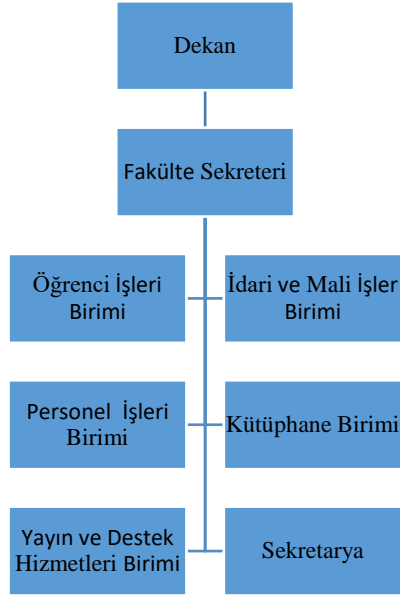 Dekan
Fakülte Sekreteri
Öğrenci İşleri
Birimi
İdari ve Mali İşler
Birimi
Personel İşleri
Birimi
Kütüphane Birimi
Yayın ve Destek
Hizmetleri Birimi
Sekretarya